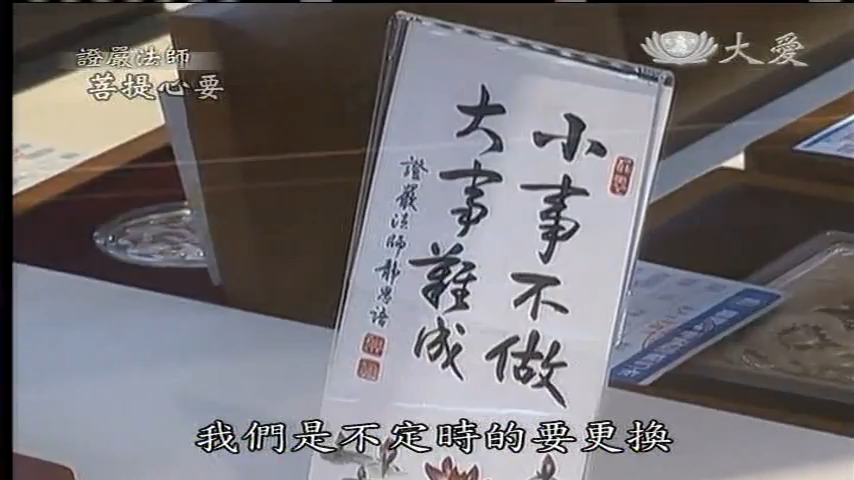 證嚴法師
菩提心要
大愛
小事不做
大事難成
證嚴法師靜思語
我們是不定時的要更換